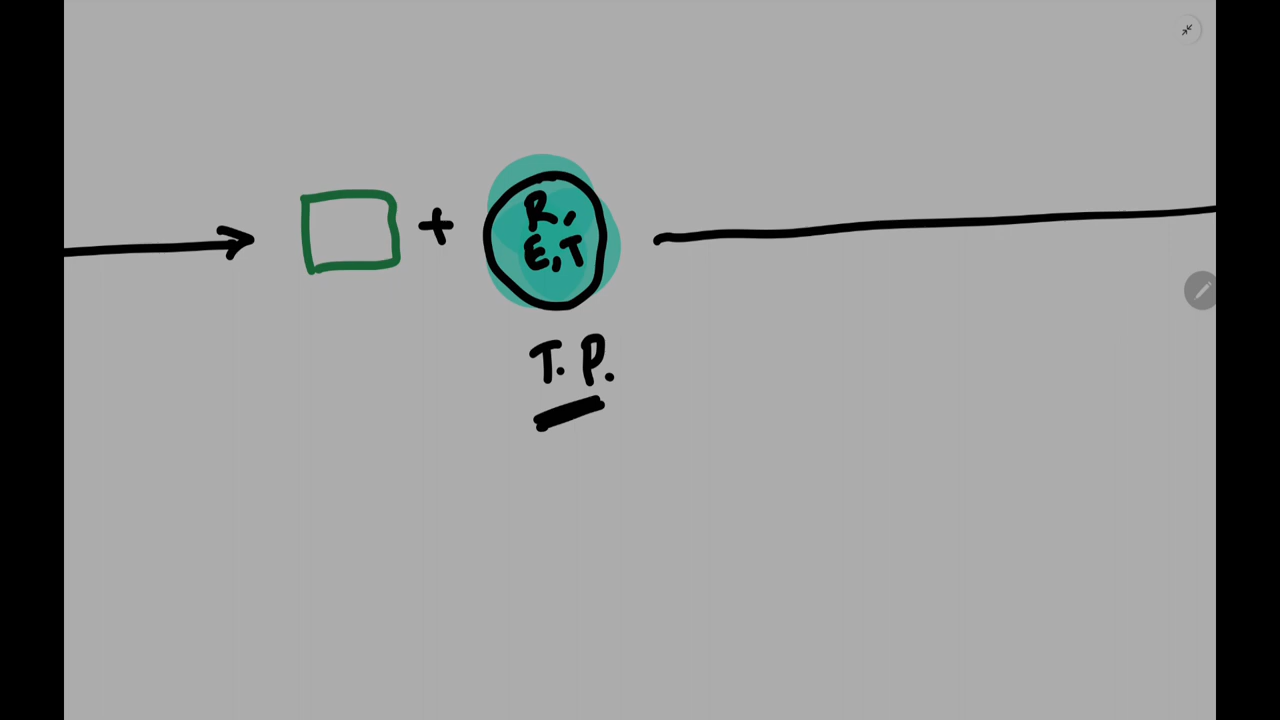 +
R,
E,T
T. P.